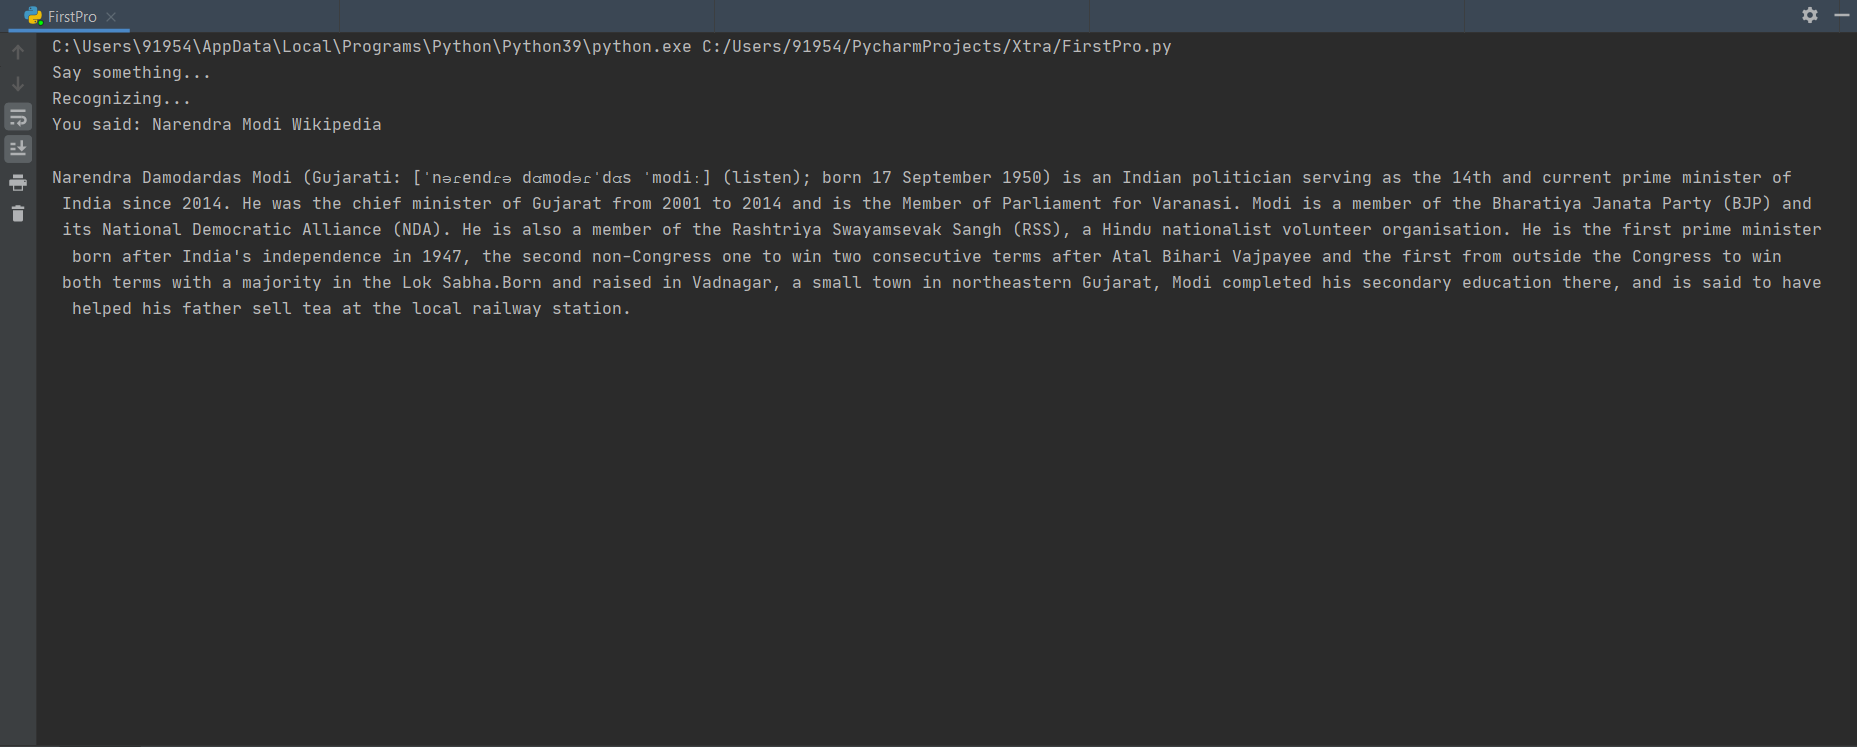 FirstPro
C:\Users\91954\AppData\Local\Programs\Python\Python39\python.exe C:/Users/91954/PycharmProjects/Xtra/FirstPro.py
Say something...
Recognizing...
You said: Narendra Modi Wikipedia
Narendra Damodardas Modi (Gujarati: [ˈnəɾendɾə dɑmodəɾˈdɑs ˈmodiː] (listen); born 17 September 1950) is an Indian politician serving as the 14th and current prime minister of
India since 2014. He was the chief minister of Gujarat from 2001 to 2014 and is the Member of Parliament for Varanasi. Modi is a member of the Bharatiya Janata Party (BJP) and
its National Democratic Alliance (NDA). He is also a member of the Rashtriya Swayamsevak Sangh (RSS), a Hindu nationalist volunteer organisation. He is the first prime minister
born after India's independence in 1947, the second non-Congress one to win two consecutive terms after Atal Bihari Vajpayee and the first from outside the Congress to win
both terms with a majority in the Lok Sabha.Born and raised in Vadnagar, a small town in northeastern Gujarat, Modi completed his secondary education there, and is said to have
helped his father sell tea at the local railway station.